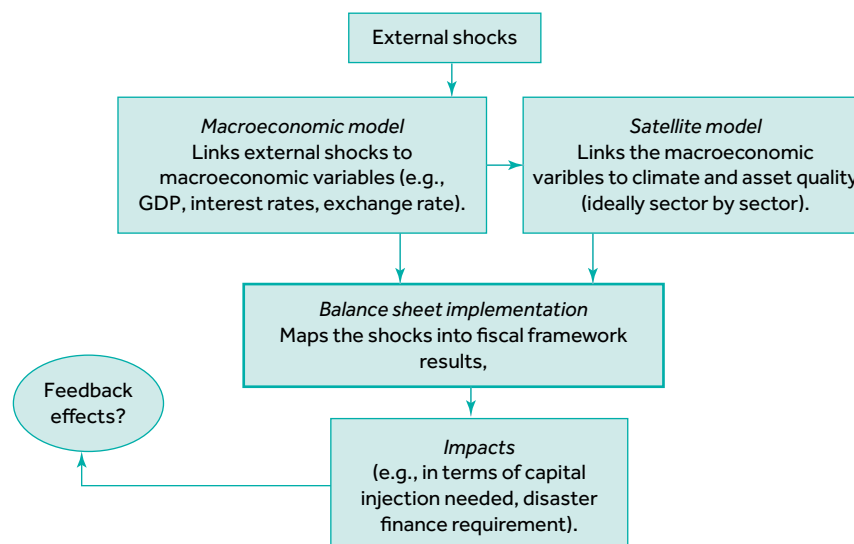 External shocks
Macroeconomic model
Links external shocks to
macroeconomic variables (e.g.,
GDP, interest rates, exchange rate).
Satellite model
Links the macroeconomic
varibles to climate and asset quality
(ideally sector by sector).
Balance sheet implementation
Maps the shocks into fiscal framework
results,
Feedback
effects?
Impacts
(e.g., in terms of capital
injection needed, disaster
finance requirement).